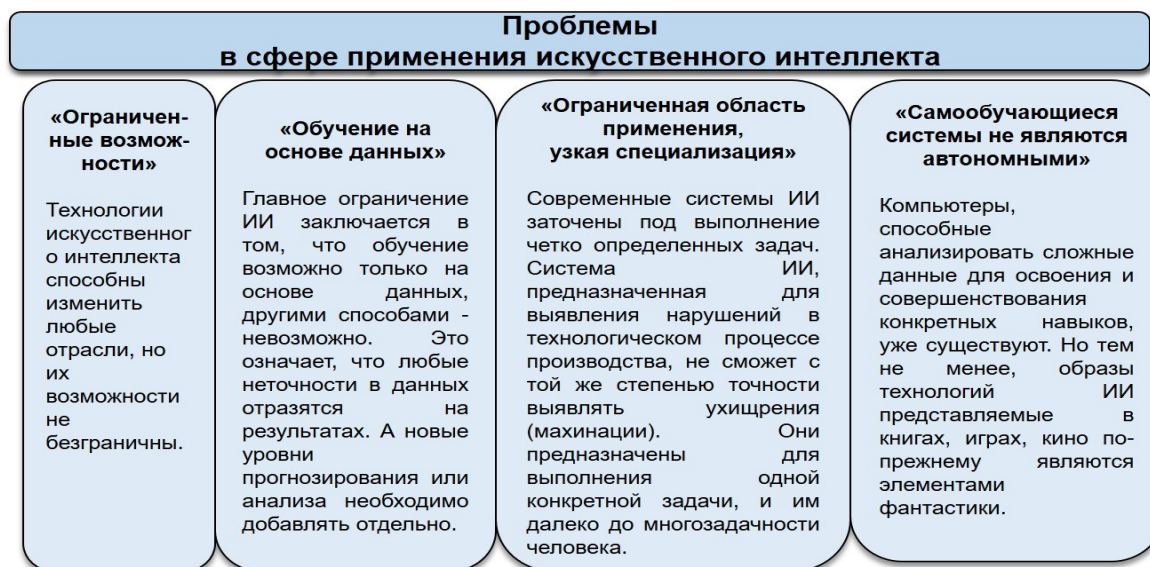 Проблемы
в сфере применения искусственного интеллекта
«Ограничен-
ные возмож-
ности»
Технологии
искусственног
о интеллекта
способны
изменить
любые
отрасли, но
их
возможности
не
безграничны.
«Обучение на
основе данных»
Главное ограничение
ИИ заключается в
том, что обучение
возможно только на
основе данных,
другими способами -
невозможно. Это
означает, что любые
неточности в данных
отразятся на
результатах. А новые
уровни
прогнозирования или
анализа необходимо
добавлять отдельно.
«Ограниченная область
применения,
узкая специализация»
Современные системы ИИ
заточены под выполнение
четко определенных задач.
Система ИИ,
предназначенная для
выявления нарушений в
технологическом процессе
производства, не сможет с
той же степенью точности
выявлять ухищрения
(махинации). Они
предназначены для
выполнения одной
конкретной задачи, и им
далеко до многозадачности
человека.
«Самообучающиеся
системы не являются
автономными»
Компьютеры,
способные
анализировать сложные
данные для освоения и
совершенствования
конкретных навыков,
уже существуют. Но тем
не менее, образы
технологий ИИ
представляемые в
книгах, играх, кино по-
прежнему являются
элементами
фантастики.